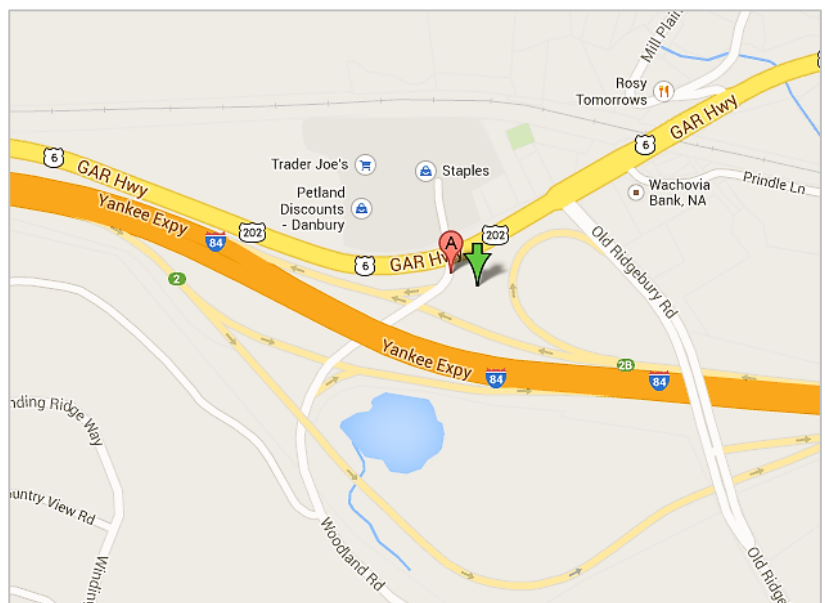 Mill Plain
Rosy
Tomorrows
GAR Hwy
6
6
GAR Hwy
Trader Joe's
Staples
Petland
Discounts
- Danbury
Wachovia
Bank, NA
Prindle Ln
Yankee Expy
84
202
202
A
GAR Hwy
6
Old Ridgebury Rd
2
Yankee Expy
84
2B
84
nding Ridge Way
untry View Rd
Windin
Woodland Rd
Old Ridge